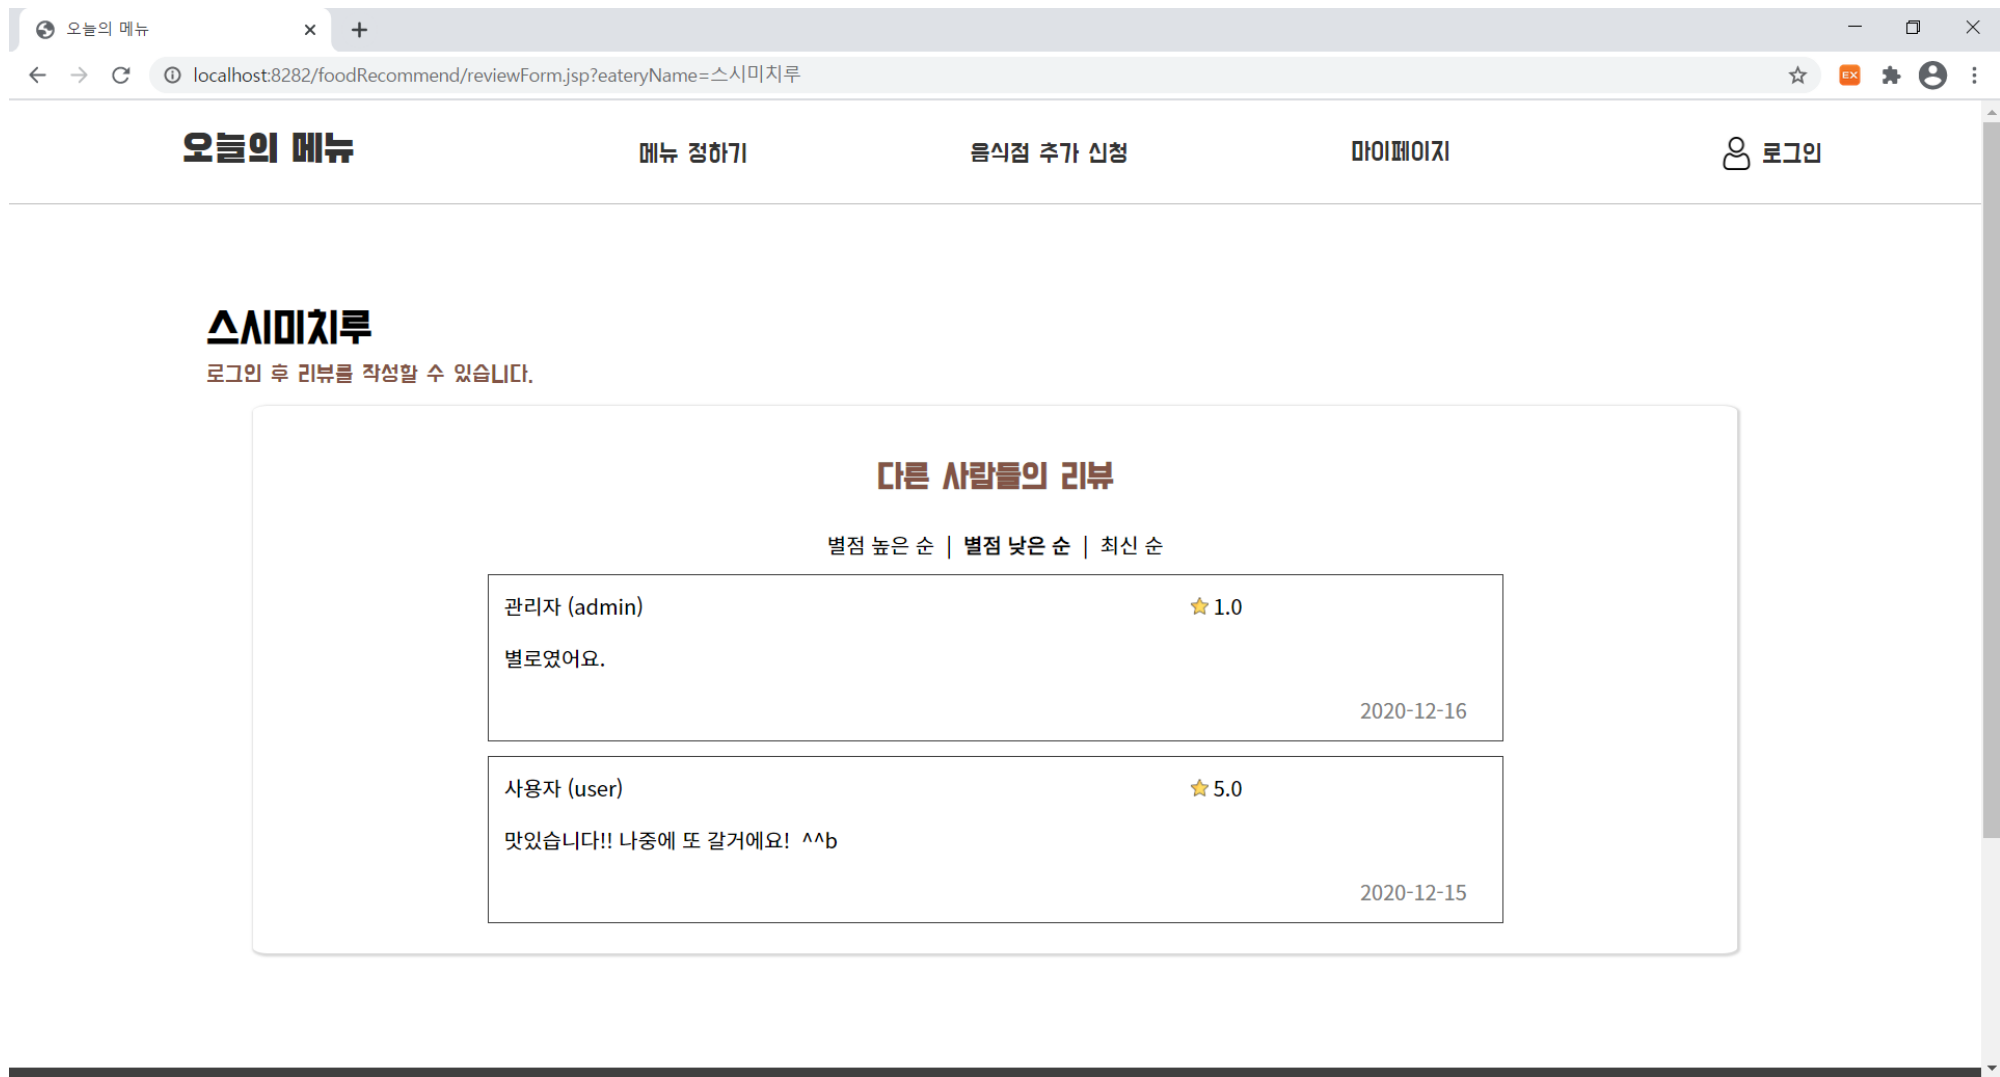 오늘의 메뉴
localhost:8282/foodRecommend/reviewForm.jsp?eateryName=스시미치루
EX
오늘의 메뉴 메뉴 정하기 음식점 추가 신청 마이페이지 로그인
스시미치루
로그인 후 리뷰를 작성할 수 있습니다.
다른 사람들의 리뷰
별점 높은 순 | 별점 낮은 순 | 최신 순
관리자 (admin) 1.0
별로였어요.
2020-12-16
사용자 (user) 5.0
맛있습니다!! 나중에 또 갈거에요! ^^b
2020-12-15